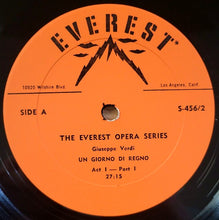 EVEREST
10920 Wilshire Blvd.
Los Angeles, Calif.
SIDE A
S-456/2
THE EVEREST OPERA SERIES
Giuseppe Verdi
UN GIORNO DI REGNO
Act I - Part 1
27:15